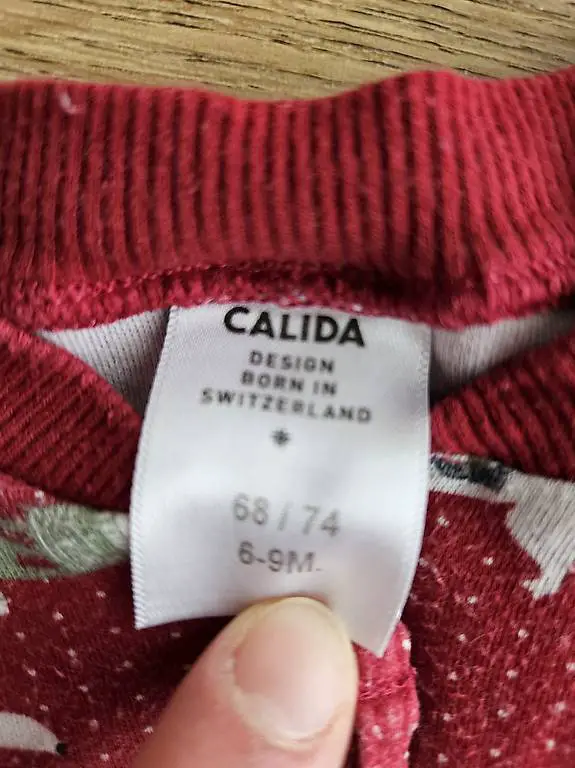 CALIDA
DESIGN
BORN IN
SWITZERLAND
68 / 74
6-9M.